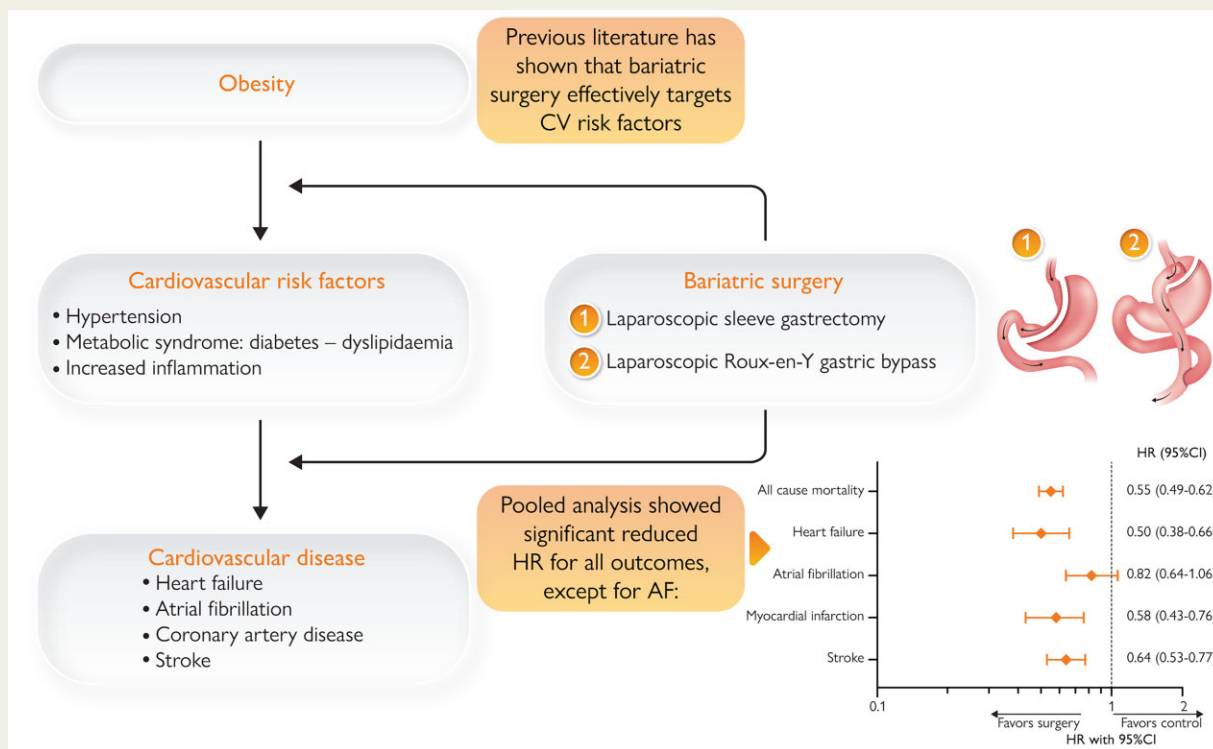 Obesity
Previous literature has
shown that bariatric
surgery effectively targets
CV risk factors
Cardiovascular risk factors
• Hypertension
• Metabolic syndrome: diabetes – dyslipidaemia
• Increased inflammation
Bariatric surgery
1 Laparoscopic sleeve gastrectomy
2 Laparoscopic Roux-en-Y gastric bypass
1
2
Cardiovascular disease
• Heart failure
• Atrial fibrillation
• Coronary artery disease
• Stroke
Pooled analysis showed
significant reduced
HR for all outcomes,
except for AF:
HR (95%CI)
All cause mortality 0.55 (0.49-0.62)
Heart failure 0.50 (0.38-0.66
Atrial fibrillation 0.82 (0.64-1.06
Myocardial infarction 0.58 (0.43-0.76
Stroke 0.64 (0.53-0.77)
0.1 1 2
Favors surgery Favors control
HR with 95%CI